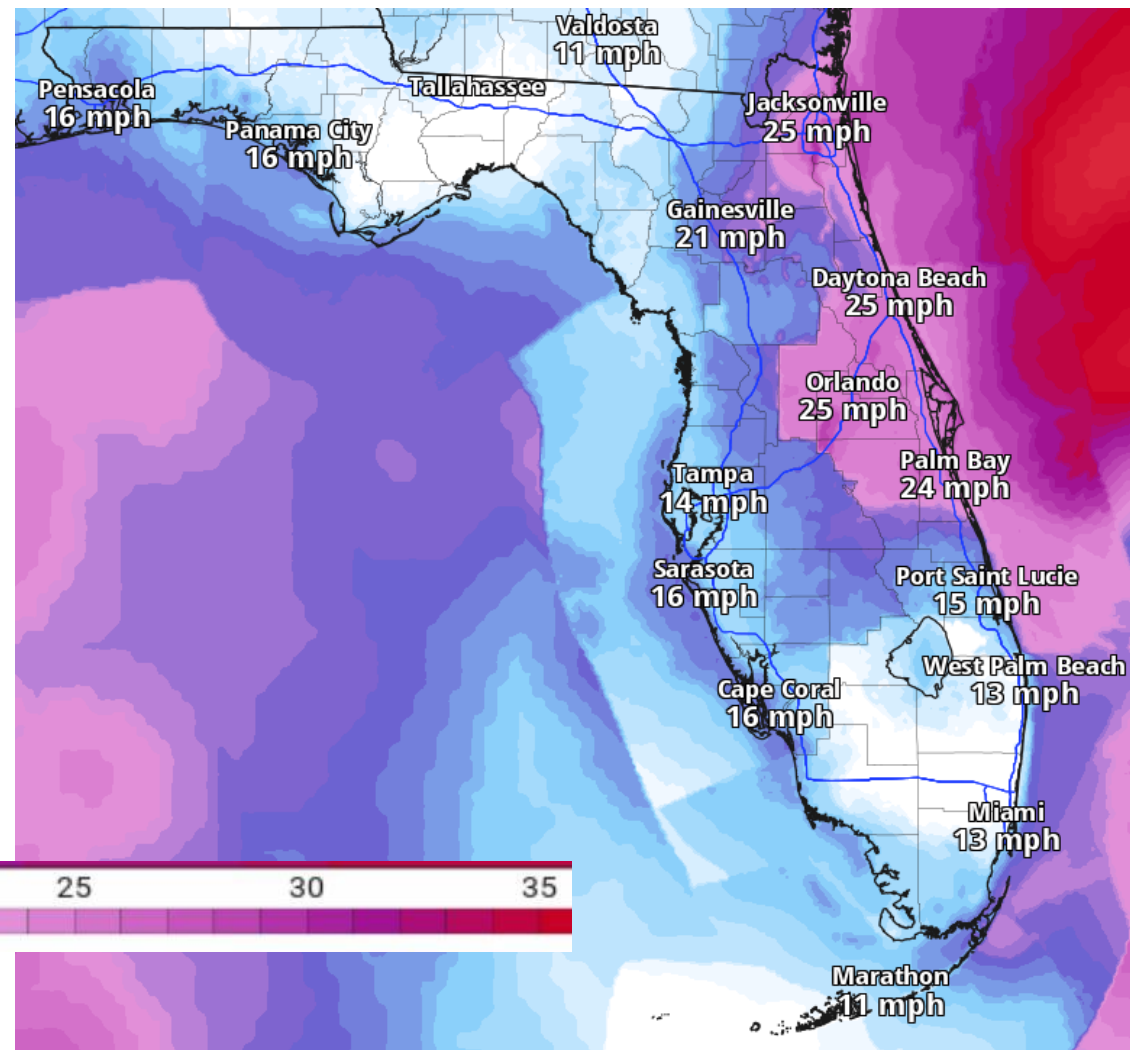 Valdosta
11 mph
Pensacola
16 mph
Tallahassee
Jacksonville
25 mph
Panama City
16 mph
Gainesville
21 mph
Daytona Beach
25 mph
Orlando
25 mph
Palm Bay
24 mph
Tampa
14 mph
Sarasota
16 mph
Port Saint Lucie
15 mph
West Palm Beach
13 mph
Cape Coral
16 mph
Miami
13 mph
25 30 35
Marathon
11 mph